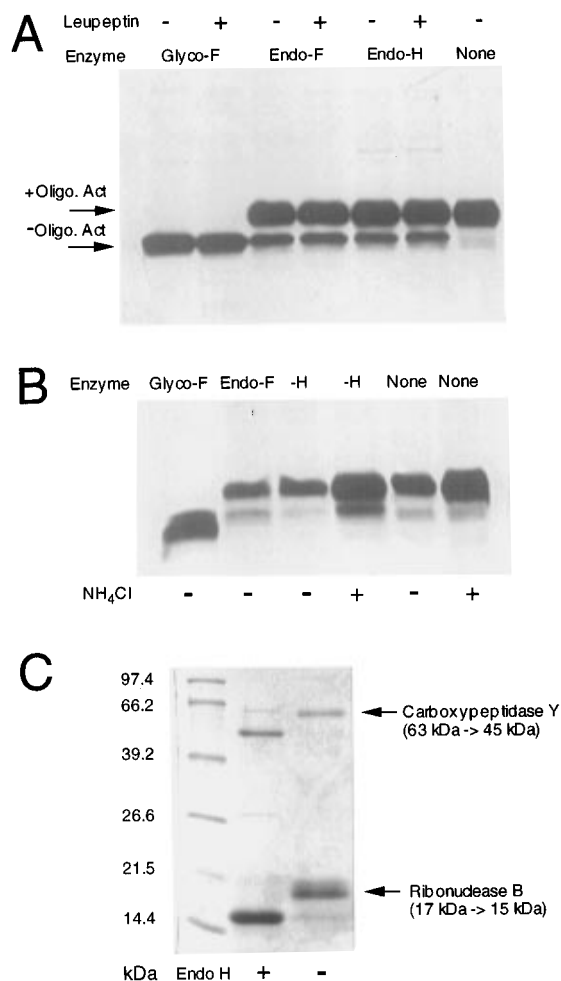 A
Leupeptin - + - + - + -
Enzyme Glyco-F Endo-F Endo-H None
+Oligo. Act
-Oligo. Act
B
Enzyme Glyco-F Endo-F -H -H None None
NH4Cl - - - + - +
C
97.4
66.2
Carboxypeptidase Y
(63 kDa -> 45 kDa)
39.2
26.6
21.5
Ribonudease B
(17 kDa -> 15 kDa)
14.4
kDa Endo H + -